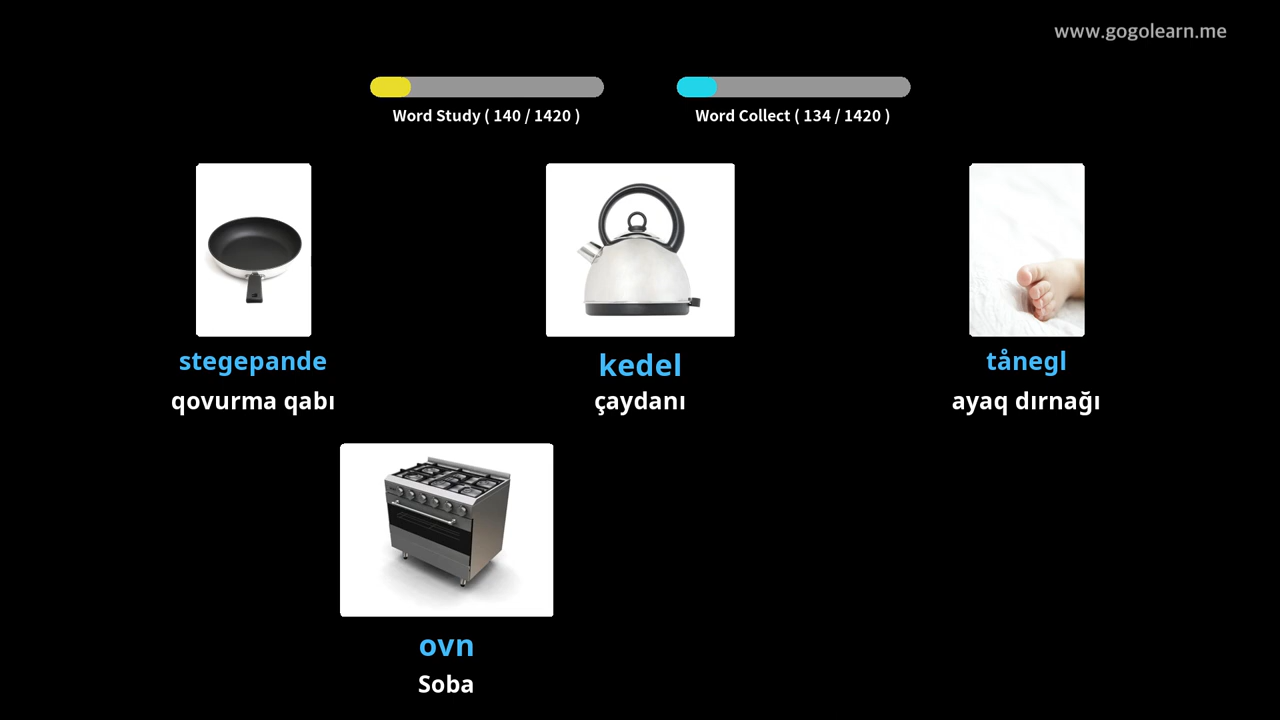 www.gogolearn.me
Word Study ( 140 / 1420 )
Word Collect ( 134 / 1420 )
stegepande
qovurma qabı
kedel
çaydanı
tånegl
ayaq dırnağı
ovn
Soba